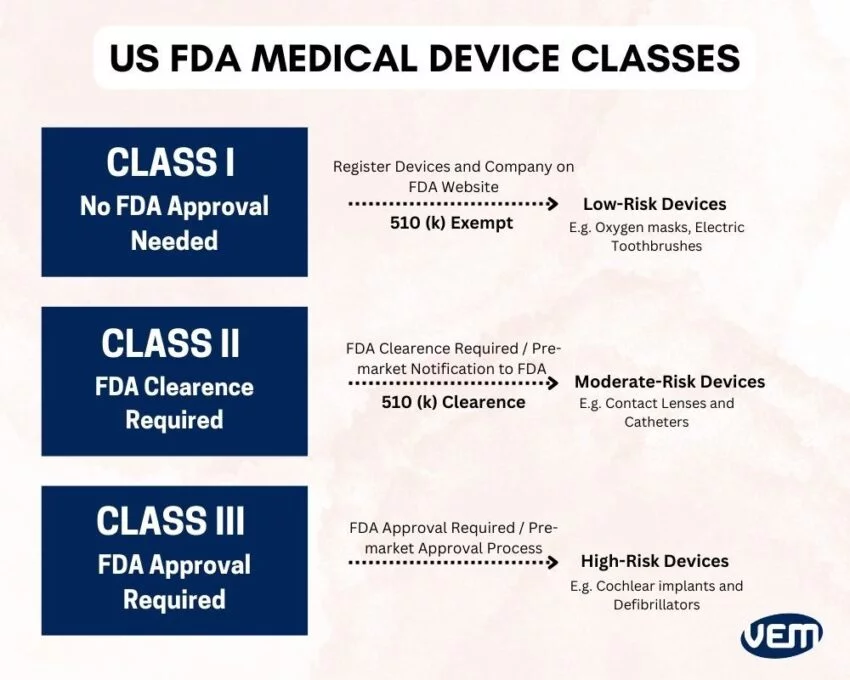 US FDA MEDICAL DEVICE CLASSES
CLASS I
No FDA Approval
Needed
Register Devices and Company on
FDA Website
510 (k) Exempt
Low-Risk Devices
E.g. Oxygen masks, Electric
Toothbrushes
CLASS II
FDA Clearence
Required
FDA Clearence Required / Pre-
market Notification to FDA
510 (k) Clearence
Moderate-Risk Devices
E.g. Contact Lenses and
Catheters
CLASS III
FDA Approval
Required
FDA Approval Required / Pre-
market Approval Process
High-Risk Devices
E.g. Cochlear implants and
Defibrillators
VEM